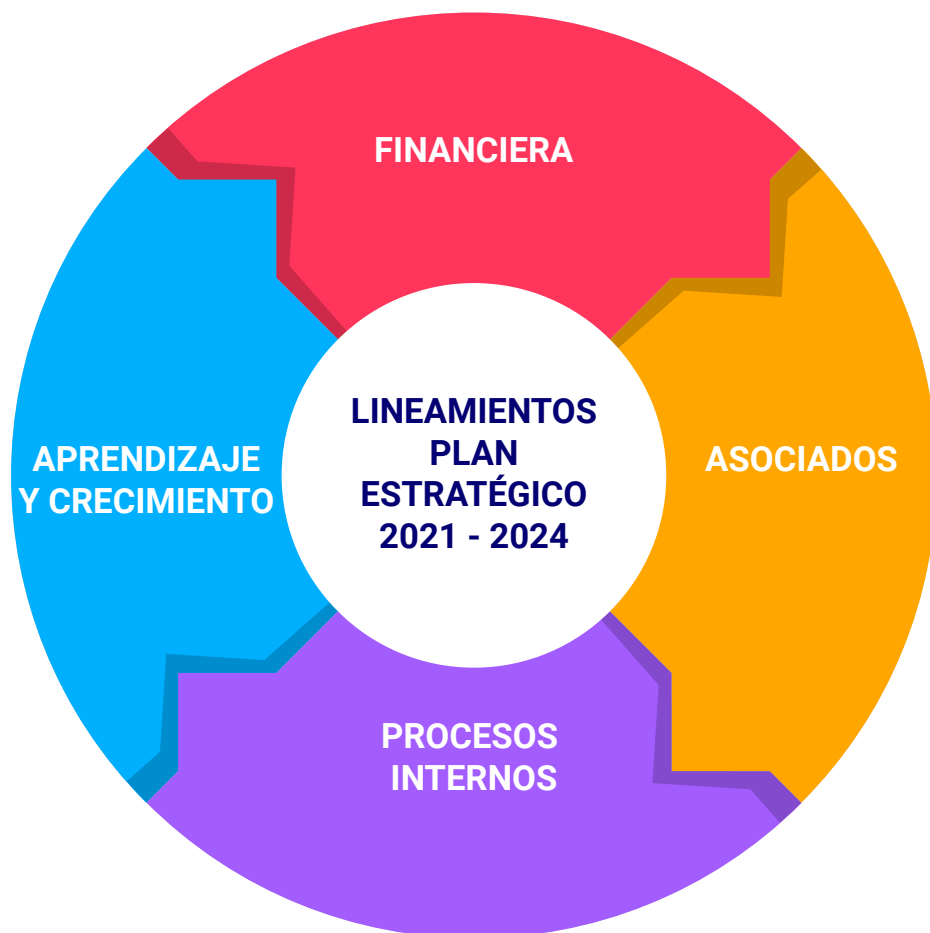 FINANCIERA
LINEAMIENTOS
PLAN
ESTRATÉGICO
2021 - 2024
APRENDIZAJE
Y CRECIMIENTO
ASOCIADOS
PROCESOS
INTERNOS